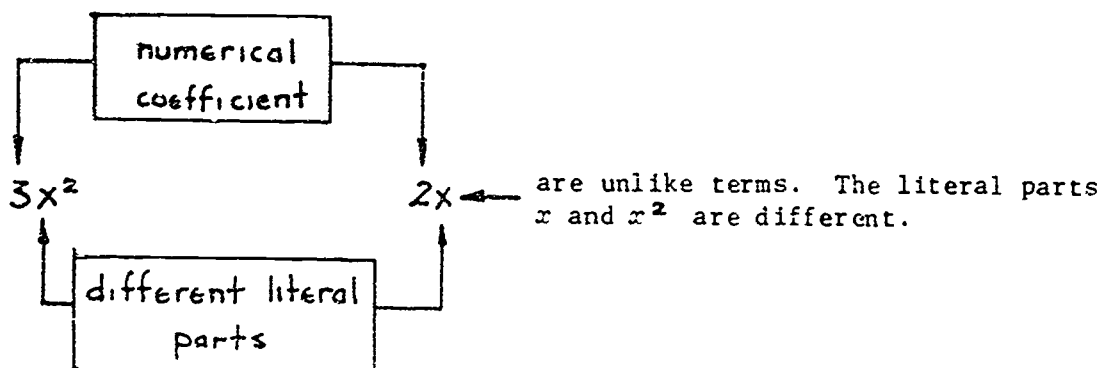 numerical
coefficient
3x²
2x
are unlike terms. The literal parts
x and x² are different.
different literal
parts